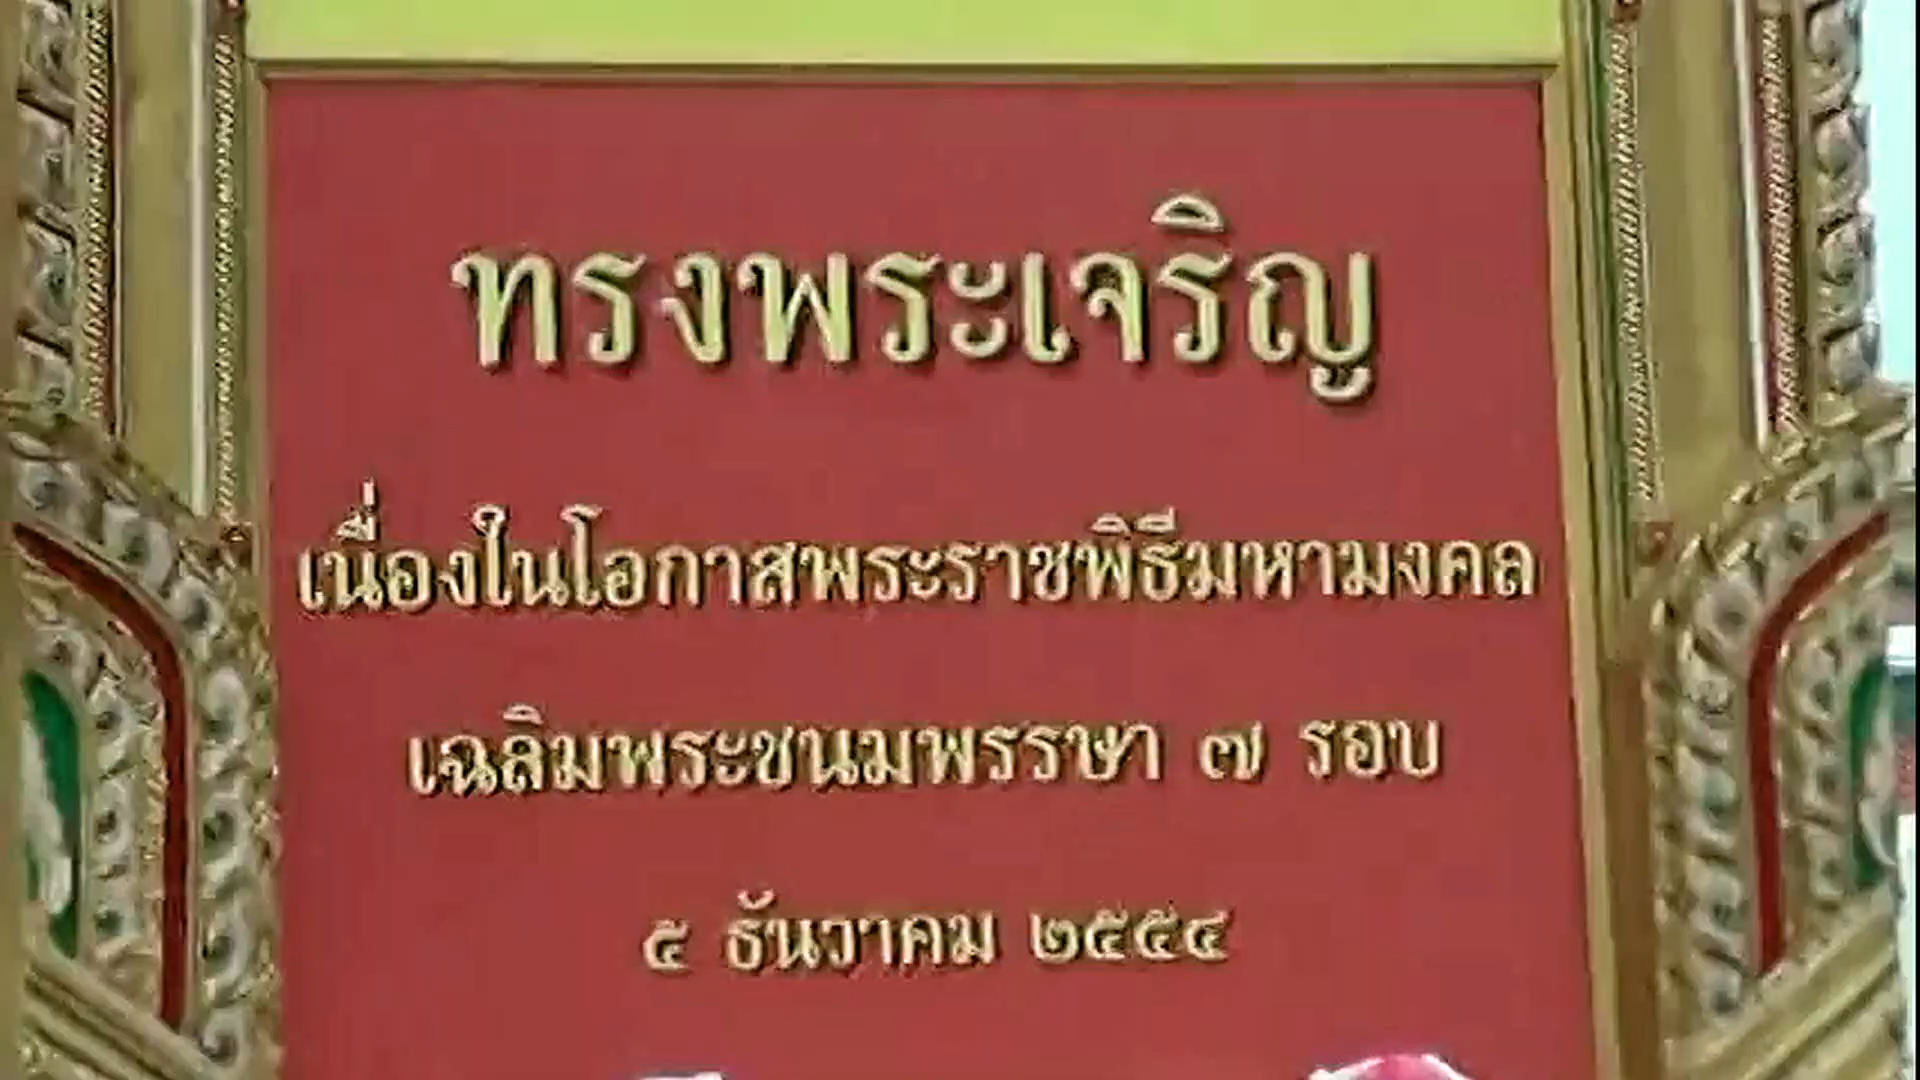 ทรงพระเจริญ
เนื่องในโอกาสพระราชพิธีมหามงคล
เฉลิมพระชนมพรรษา ๗ รอบ
๕ ธันวาคม ๒๕๕๔